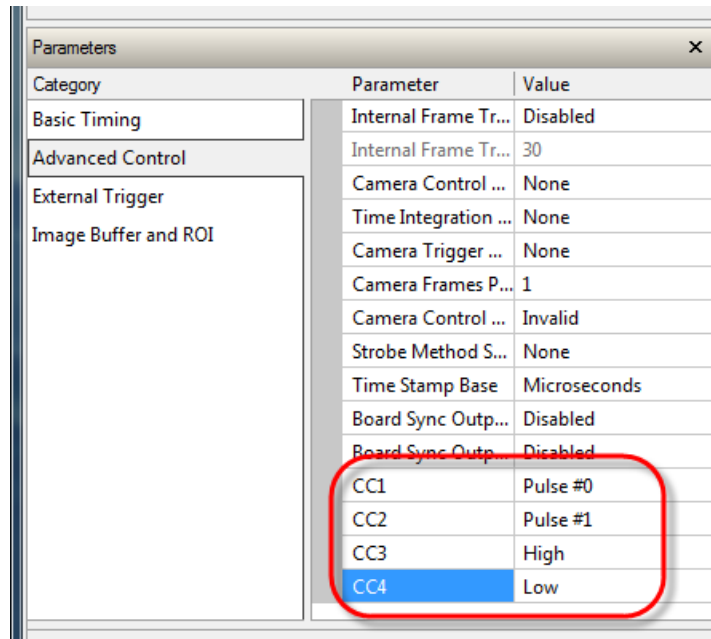 Parameters ×
Category Parameter Value
Basic Timing Internal Frame Tr... Disabled
Advanced Control Internal Frame Tr... 30
External Trigger Camera Control ... None
Image Buffer and ROI Time Integration ... None
Camera Trigger ... None
Camera Frames P... 1
Camera Control ... Invalid
Strobe Method S... None
Time Stamp Base Microseconds
Board Sync Outp... Disabled
Board Sync Outp... Disabled
CC1 Pulse #0
CC2 Pulse #1
CC3 High
CC4 Low